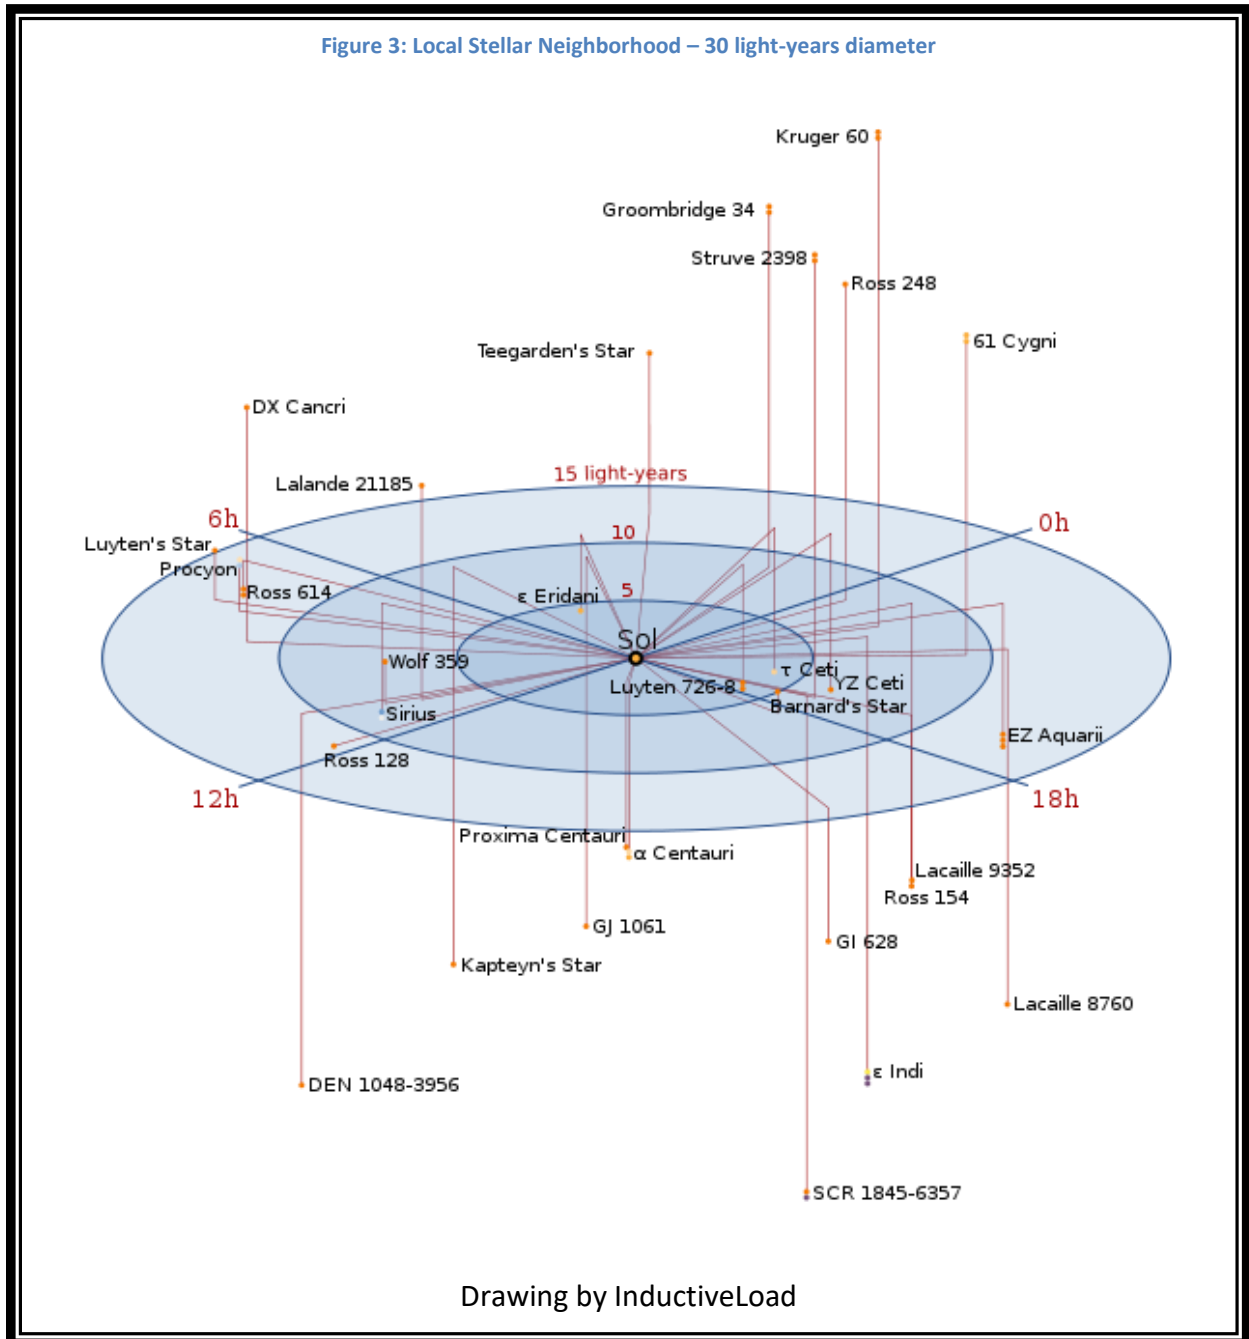 Figure 3: Local Stellar Neighborhood – 30 light-years diameter
Kruger 60
Groombridge 34
Struve 2398
Ross 248
61 Cygni
Teegarden's Star
DX Cancri
15 light-years
Lalande 21185
6h
0h
10
Luyten's Star
Procyon
Ross 614
ε Eridani
5
Sol
Wolf 359
τ Ceti
YZ Ceti
Luyten 726-8
Barnard's Star
Sirius
EZ Aquarii
Ross 128
12h
18h
Proxima Centauri
α Centauri
Lacaille 9352
Ross 154
GJ 1061
GI 628
Kapteyn's Star
Lacaille 8760
ε Indi
DEN 1048-3956
SCR 1845-6357
Drawing by InductiveLoad